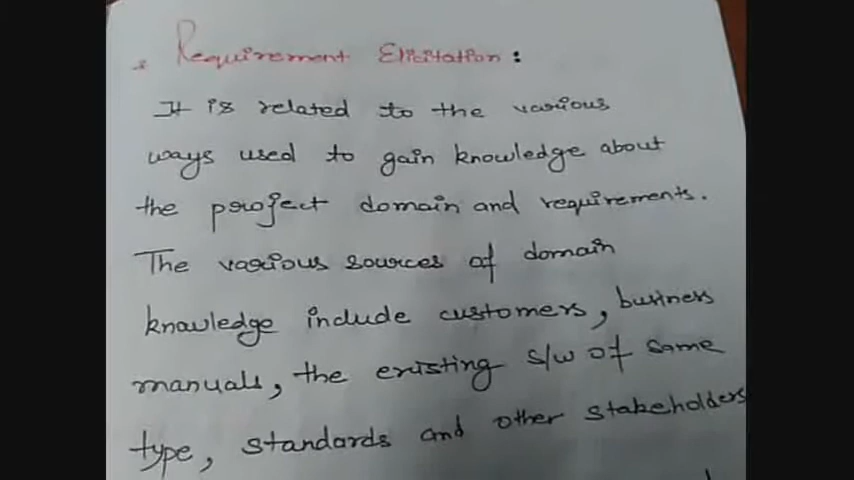 Requirement Elicitation :
It is related to the various
ways used to gain knowledge about
the project domain and requirements.
The various sources of domain
knowledge include customers, business
manuals, the existing s/w of same
type, standards and other stakeholders